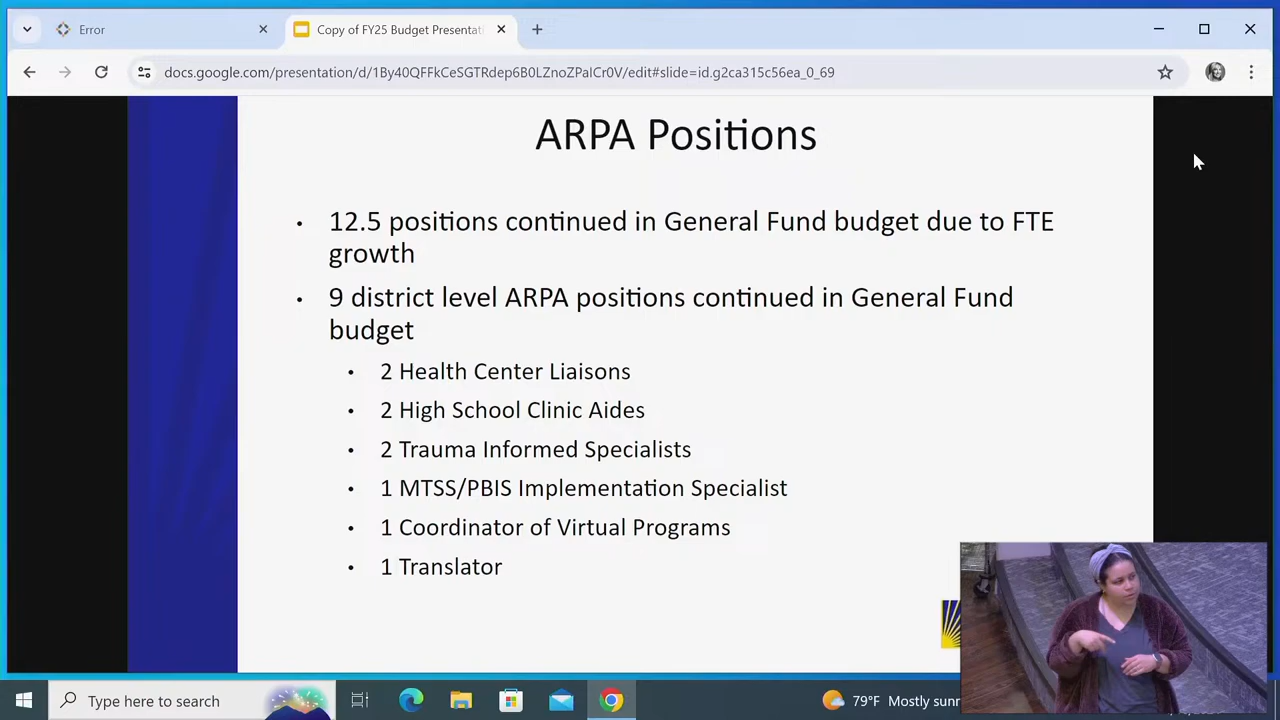 Error
Copy of FY25 Budget Presentati
docs.google.com/presentation/d/1By40QFFkCeSGTRdep6B0LZnoZPaICr0V/edit#slide=id.g2ca315c56ea_0_69
ARPA Positions
• 12.5 positions continued in General Fund budget due to FTE
growth
• 9 district level ARPA positions continued in General Fund
budget
• 2 Health Center Liaisons
• 2 High School Clinic Aides
• 2 Trauma Informed Specialists
• 1 MTSS/PBIS Implementation Specialist
• 1 Coordinator of Virtual Programs
• 1 Translator
Type here to search
79°F Mostly sunn